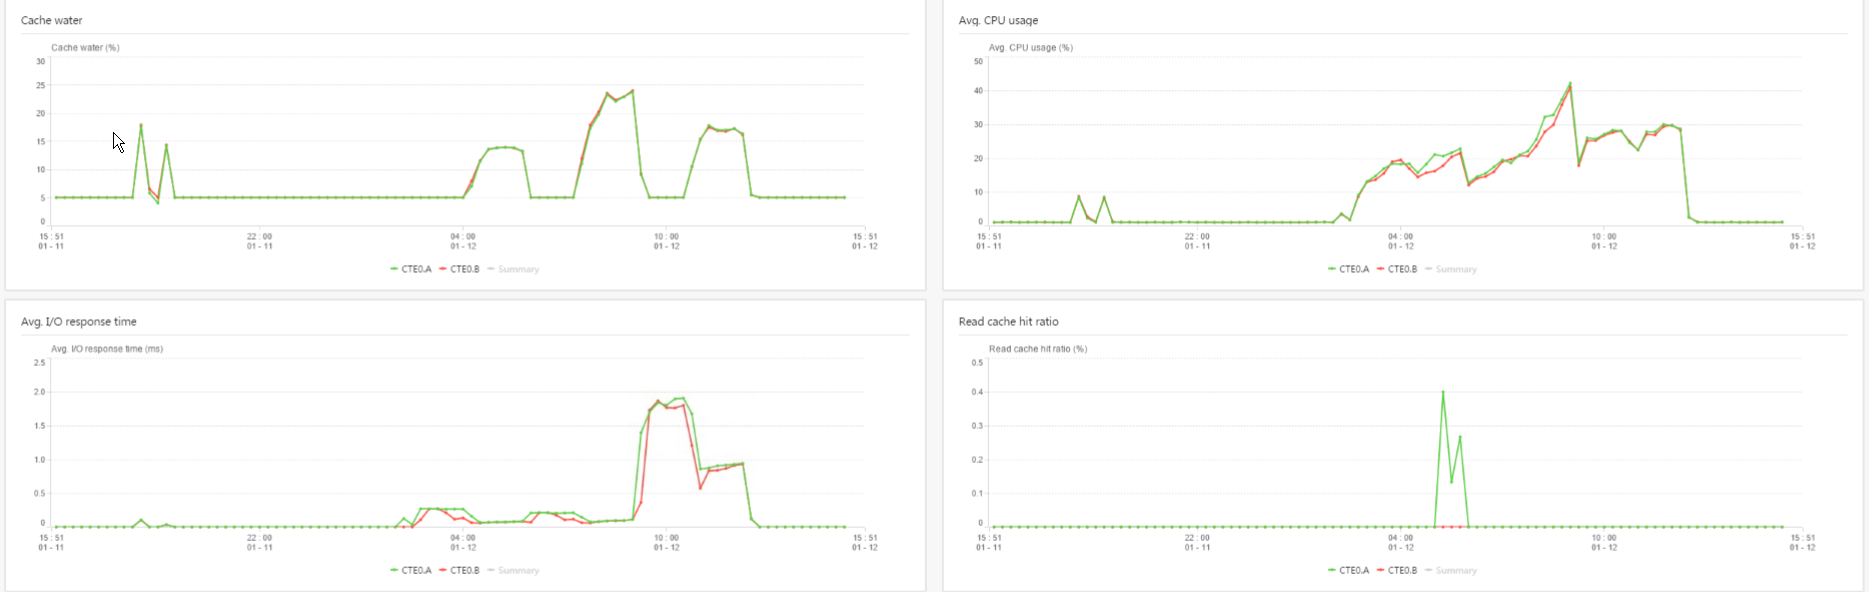 Cache water
Cache water (%)
30
25
20
15
10
5
0
15 : 51
01 - 11
22 : 00
01 - 11
04 : 00
01 - 12
10 : 00
01 - 12
15 : 51
01 - 12
CTE0.A CTE0.B Summary
Avg. CPU usage
Avg. CPU usage (%)
50
40
30
20
10
0
15 : 51
01 - 11
22 : 00
01 - 11
04 : 00
01 - 12
10 : 00
01 - 12
15 : 51
01 - 12
CTE0.A CTE0.B Summary
Avg. I/O response time
Avg. I/O response time (ms)
2.5
2.0
1.5
1.0
0.5
0
15 : 51
01 - 11
22 : 00
01 - 11
04 : 00
01 - 12
10 : 00
01 - 12
15 : 51
01 - 12
CTE0.A CTE0.B Summary
Read cache hit ratio
Read cache hit ratio (%)
0.5
0.4
0.3
0.2
0.1
0
15 : 51
01 - 11
22 : 00
01 - 11
04 : 00
01 - 12
10 : 00
01 - 12
15 : 51
01 - 12
CTE0.A CTE0.B Summary